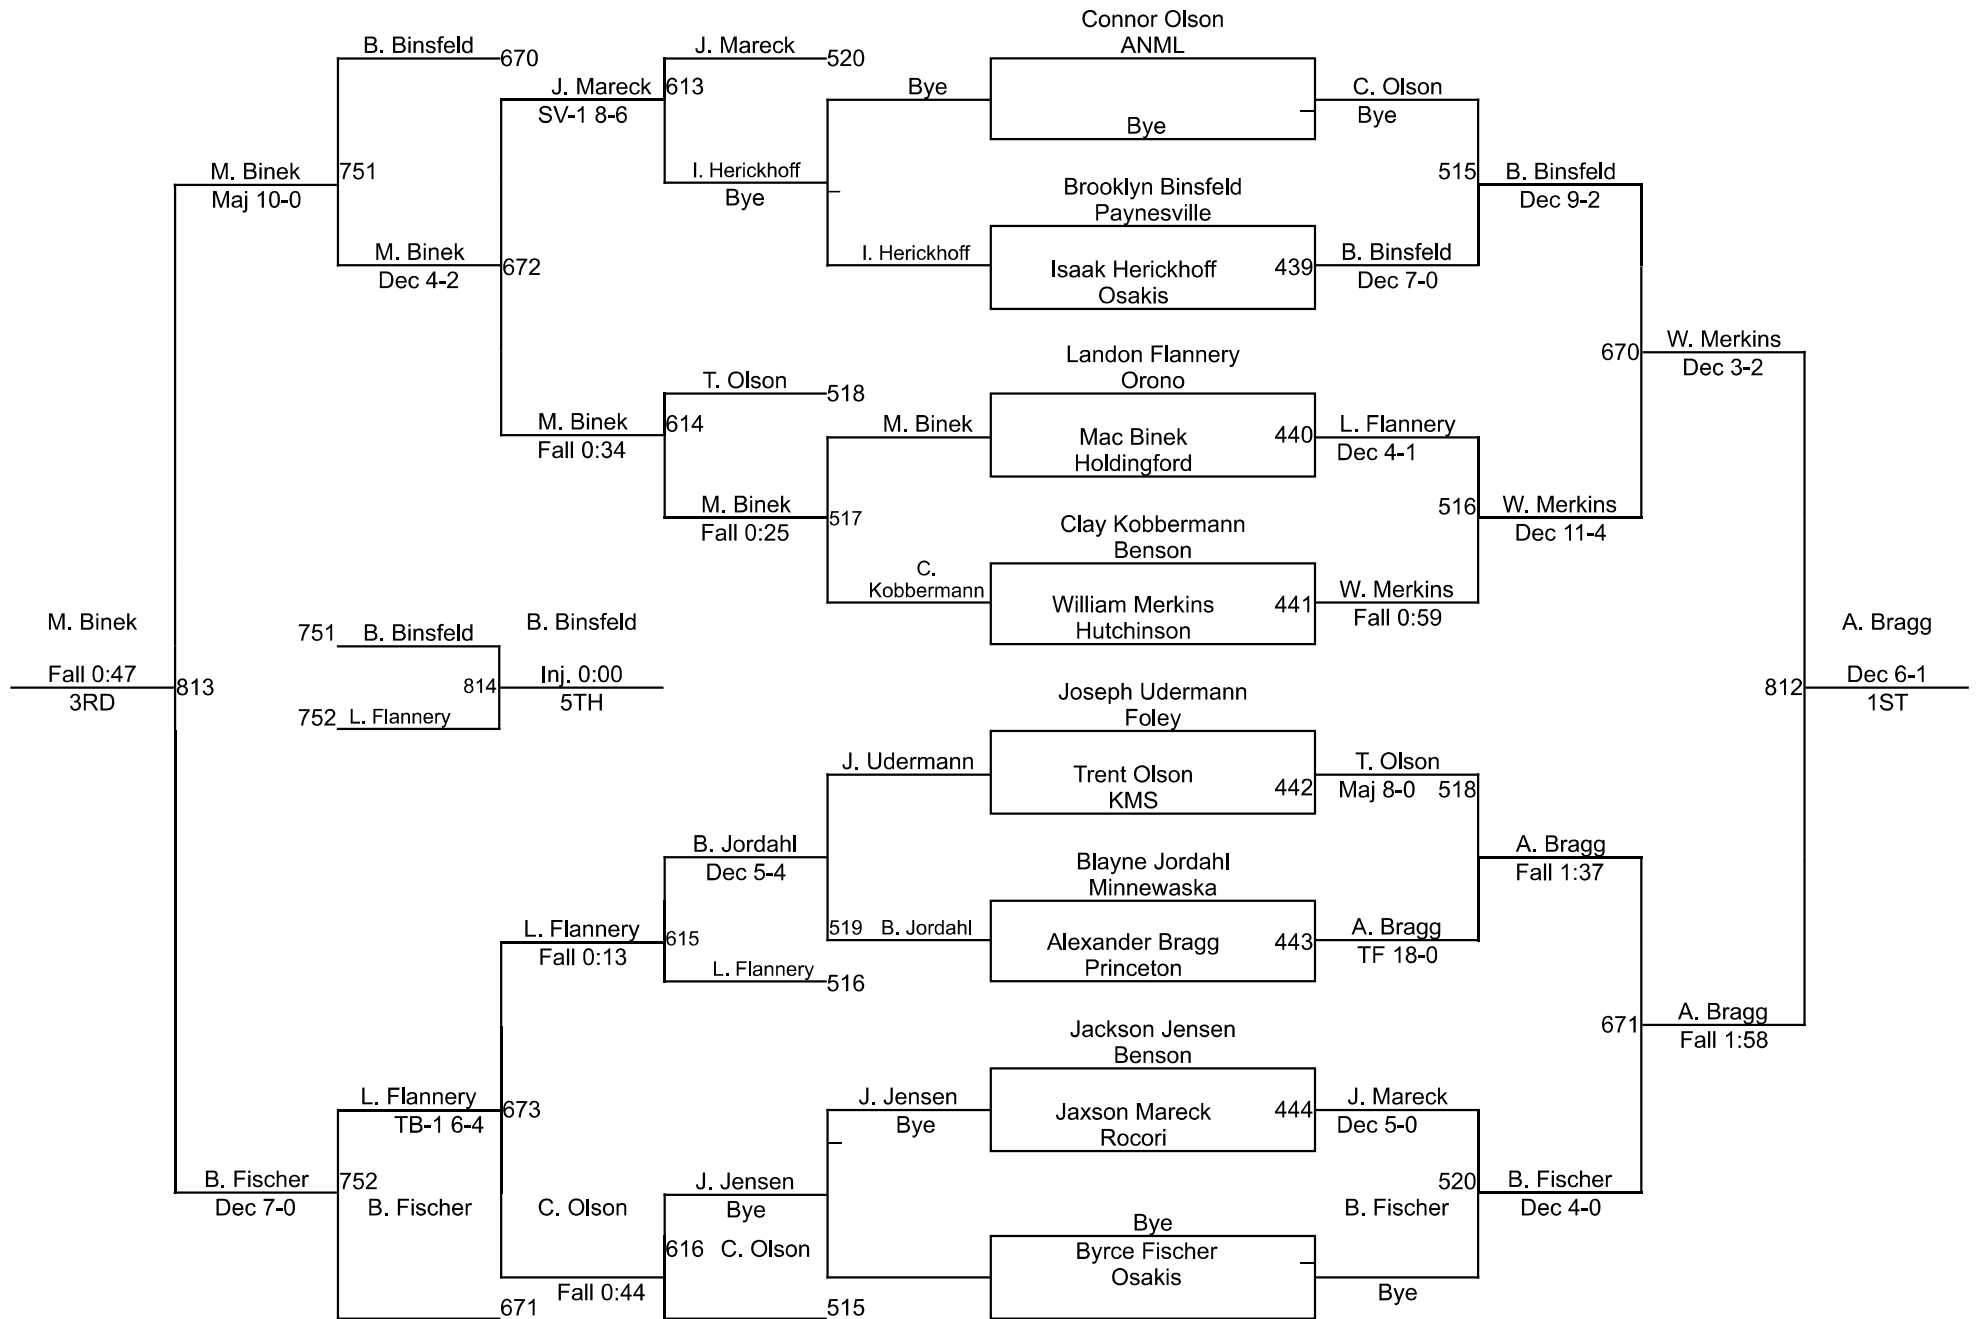 Connor Olson
ANML
B. Binsfeld
670
J. Mareck
520
J. Mareck
613
SV-1 8-6
Bye
C. Olson
Bye
Bye
M. Binek
751
Maj 10-0
I. Herickhoff
Bye
Brooklyn Binsfeld
Paynesville
515
B. Binsfeld
Dec 9-2
M. Binek
672
Dec 4-2
I. Herickhoff
Isaak Herickhoff
Osakis
439
B. Binsfeld
Dec 7-0
Landon Flannery
Orono
670
W. Merkins
Dec 3-2
T. Olson
518
M. Binek
614
Fall 0:34
M. Binek
Mac Binek
Holdingford
440
L. Flannery
Dec 4-1
M. Binek
517
Fall 0:25
Clay Kobbermann
Benson
516
W. Merkins
Dec 11-4
C.
Kobbermann
William Merkins
Hutchinson
441
W. Merkins
Fall 0:59
M. Binek
Fall 0:47
3RD
813
751
B. Binsfeld
B. Binsfeld
814
Inj. 0:00
5TH
752
L. Flannery
A. Bragg
812
Dec 6-1
1ST
Joseph Udermann
Foley
J. Udermann
Trent Olson
KMS
442
T. Olson
Maj 8-0
518
B. Jordahl
Dec 5-4
Blayne Jordahl
Minnewaska
A. Bragg
Fall 1:37
L. Flannery
615
Fall 0:13
519
B. Jordahl
Alexander Bragg
Princeton
443
A. Bragg
TF 18-0
L. Flannery
516
Jackson Jensen
Benson
671
A. Bragg
Fall 1:58
L. Flannery
673
TB-1 6-4
J. Jensen
Bye
Jaxson Mareck
Rocori
444
J. Mareck
Dec 5-0
B. Fischer
752
Dec 7-0
B. Fischer
C. Olson
J. Jensen
Bye
520
B. Fischer
B. Fischer
Dec 4-0
Bye
616
C. Olson
Byrce Fischer
Osakis
Fall 0:44
Bye
671
515